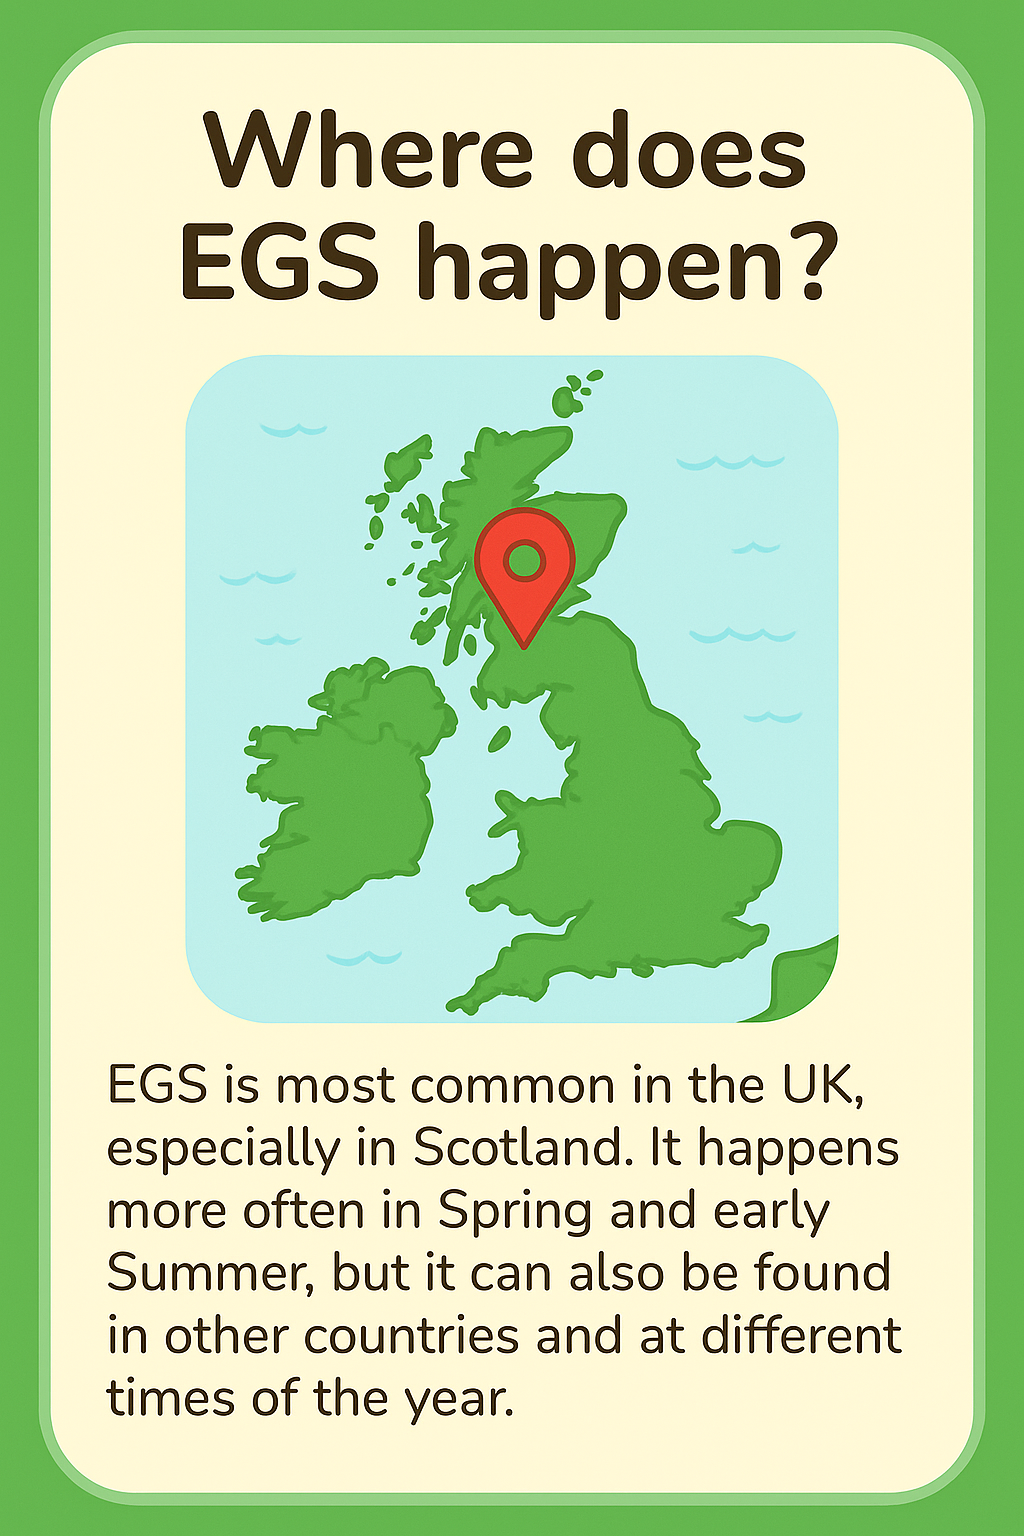 Where does
EGS happen?
EGS is most common in the UK,
especially in Scotland. It happens
more often in Spring and early
Summer, but it can also be found
in other countries and at different
times of the year.